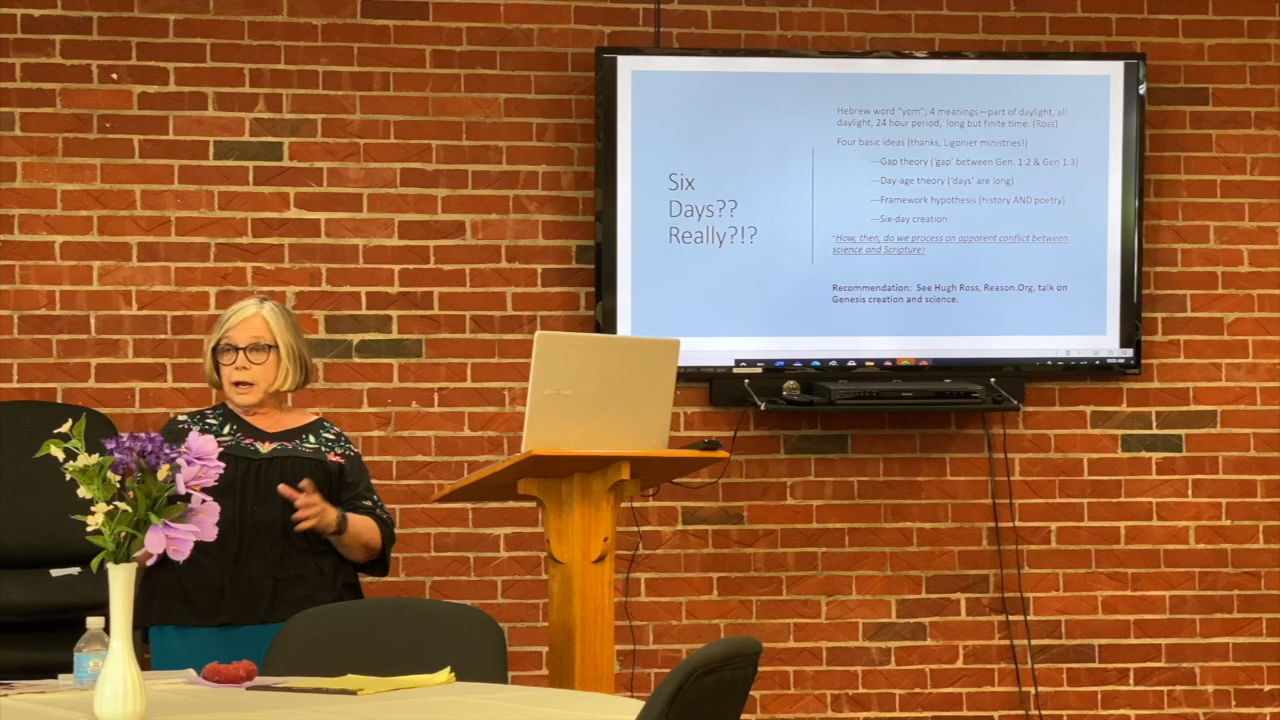 Six
Days??
Really?!?
Hebrew word "yom"; 4 meanings—part of daylight, all
daylight, 24 hour period, long but finite time. (Ross)
Four basic ideas (thanks, Ligonier ministries!)
—Gap theory ('gap' between Gen. 1:2 & Gen 1:3)
—Day-age theory ('days' are long)
—Framework hypothesis (history AND poetry)
—Six-day creation
"How, then, do we process an apparent conflict between
science and Scripture?
Recommendation: See Hugh Ross, Reason.Org, talk on
Genesis creation and science.